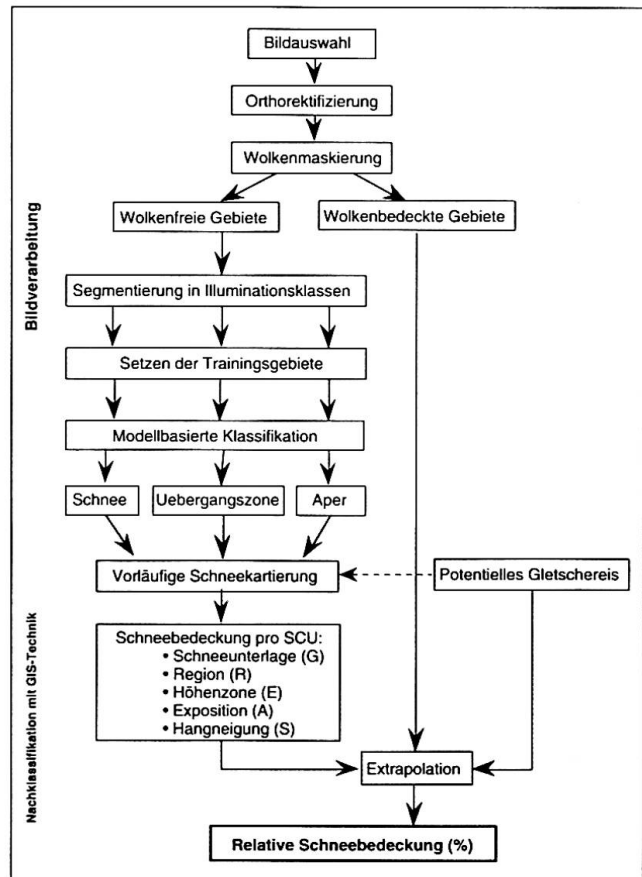 Bildauswahl
Orthorektifizierung
Wolkenmaskierung
Wolkenfreie Gebiete
Wolkenbedeckte Gebiete
Segmentierung in Illuminationsklassen
Setzen der Trainingsgebiete
Modellbasierte Klassifikation
Schnee
Uebergangszone
Aper
Vorläufige Schneekartierung
Potentielles Gletschereis
Schneebedeckung pro SCU:
• Schneeunterlage (G)
• Region (R)
• Höhenzone (E)
• Exposition (A)
• Hangneigung (S)
Extrapolation
Relative Schneebedeckung (%)
Bildverarbeitung
Nachklassifikation mit GIS-Technik